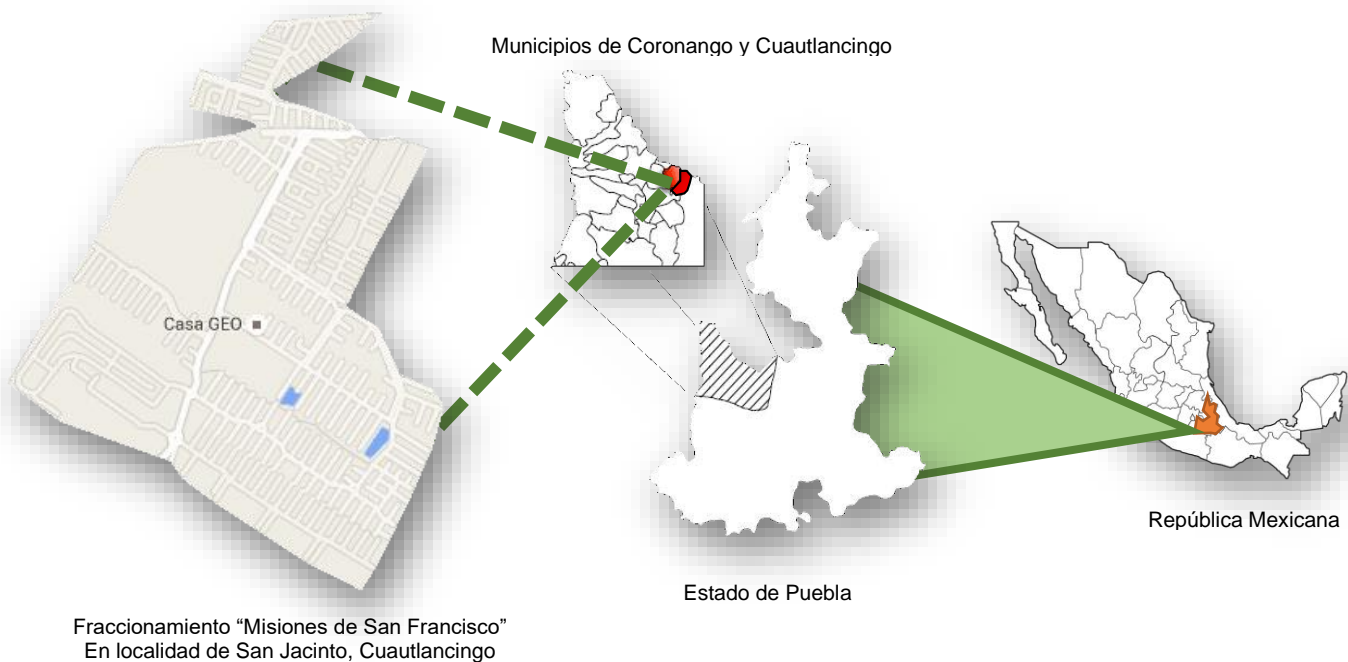 Municipios de Coronango y Cuautlancingo
Casa GEO
República Mexicana
Estado de Puebla
Fraccionamiento “Misiones de San Francisco”
En localidad de San Jacinto, Cuautlancingo